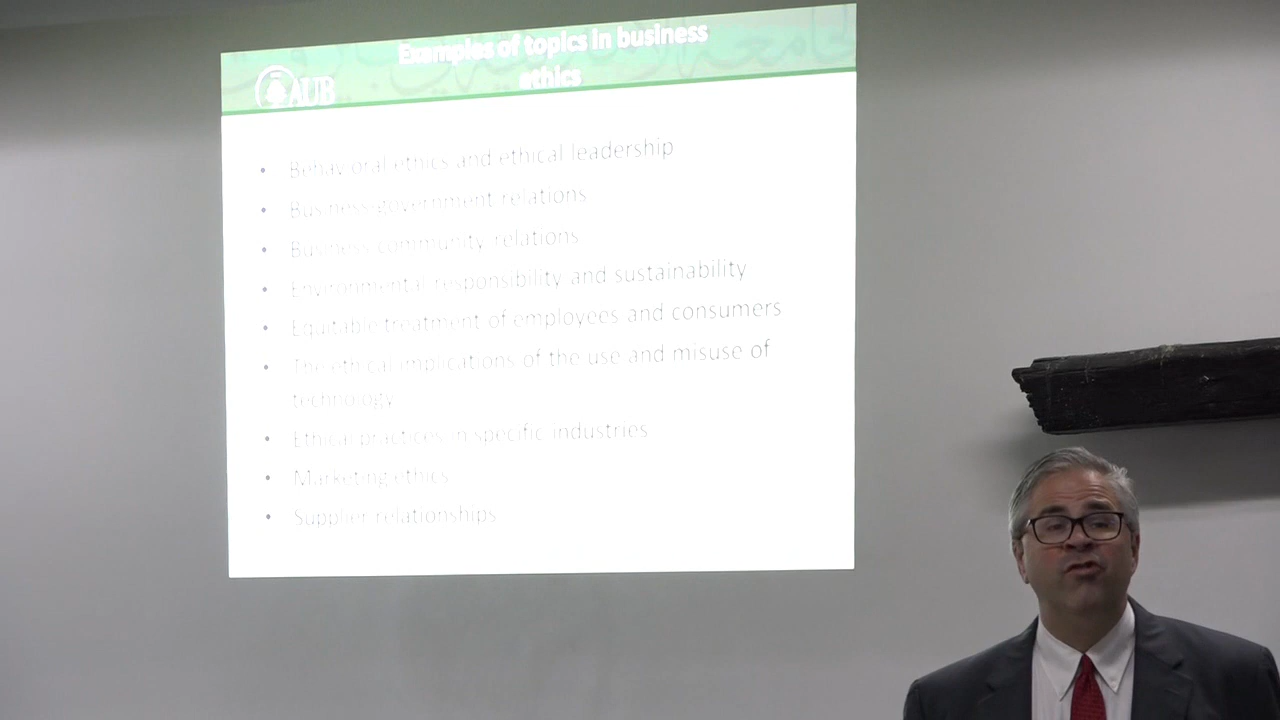 Examples of topics in business
ethics
AUB
• Behavioral ethics and ethical leadership
• Business-government relations
• Business community relations
• Environmental responsibility and sustainability
• Equitable treatment of employees and consumers
• The ethical implications of the use and misuse of
technology
• Ethical practices in specific industries
• Marketing ethics
• Supplier relationships